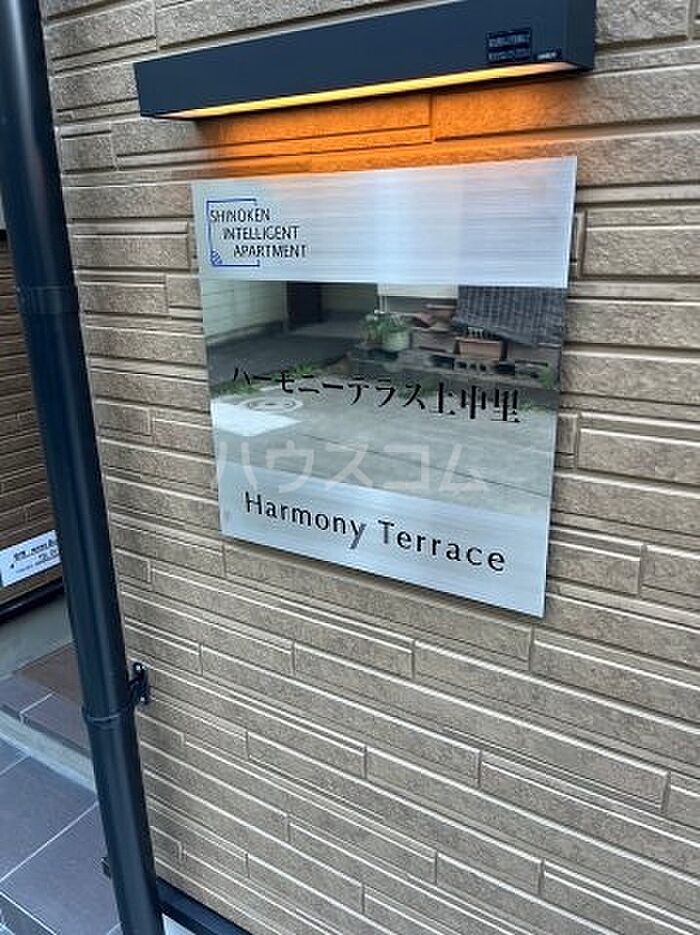 SHINOKEN
INTELLIGENT
APARTMENT
ハーモニーテラス上中里
ハウスコム
Harmony Terrace